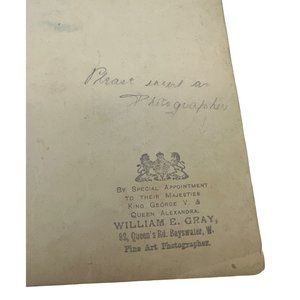 Please
Photographer
BY SPECIAL APPOINTMENT
TO THEIR MAJESTIES
KING GEORGE V. &
QUEEN ALEXANDRA.
WILLIAM E. GRAY,
92, Queen's Rd. Bayswater, W.
Fine Art Photographer.